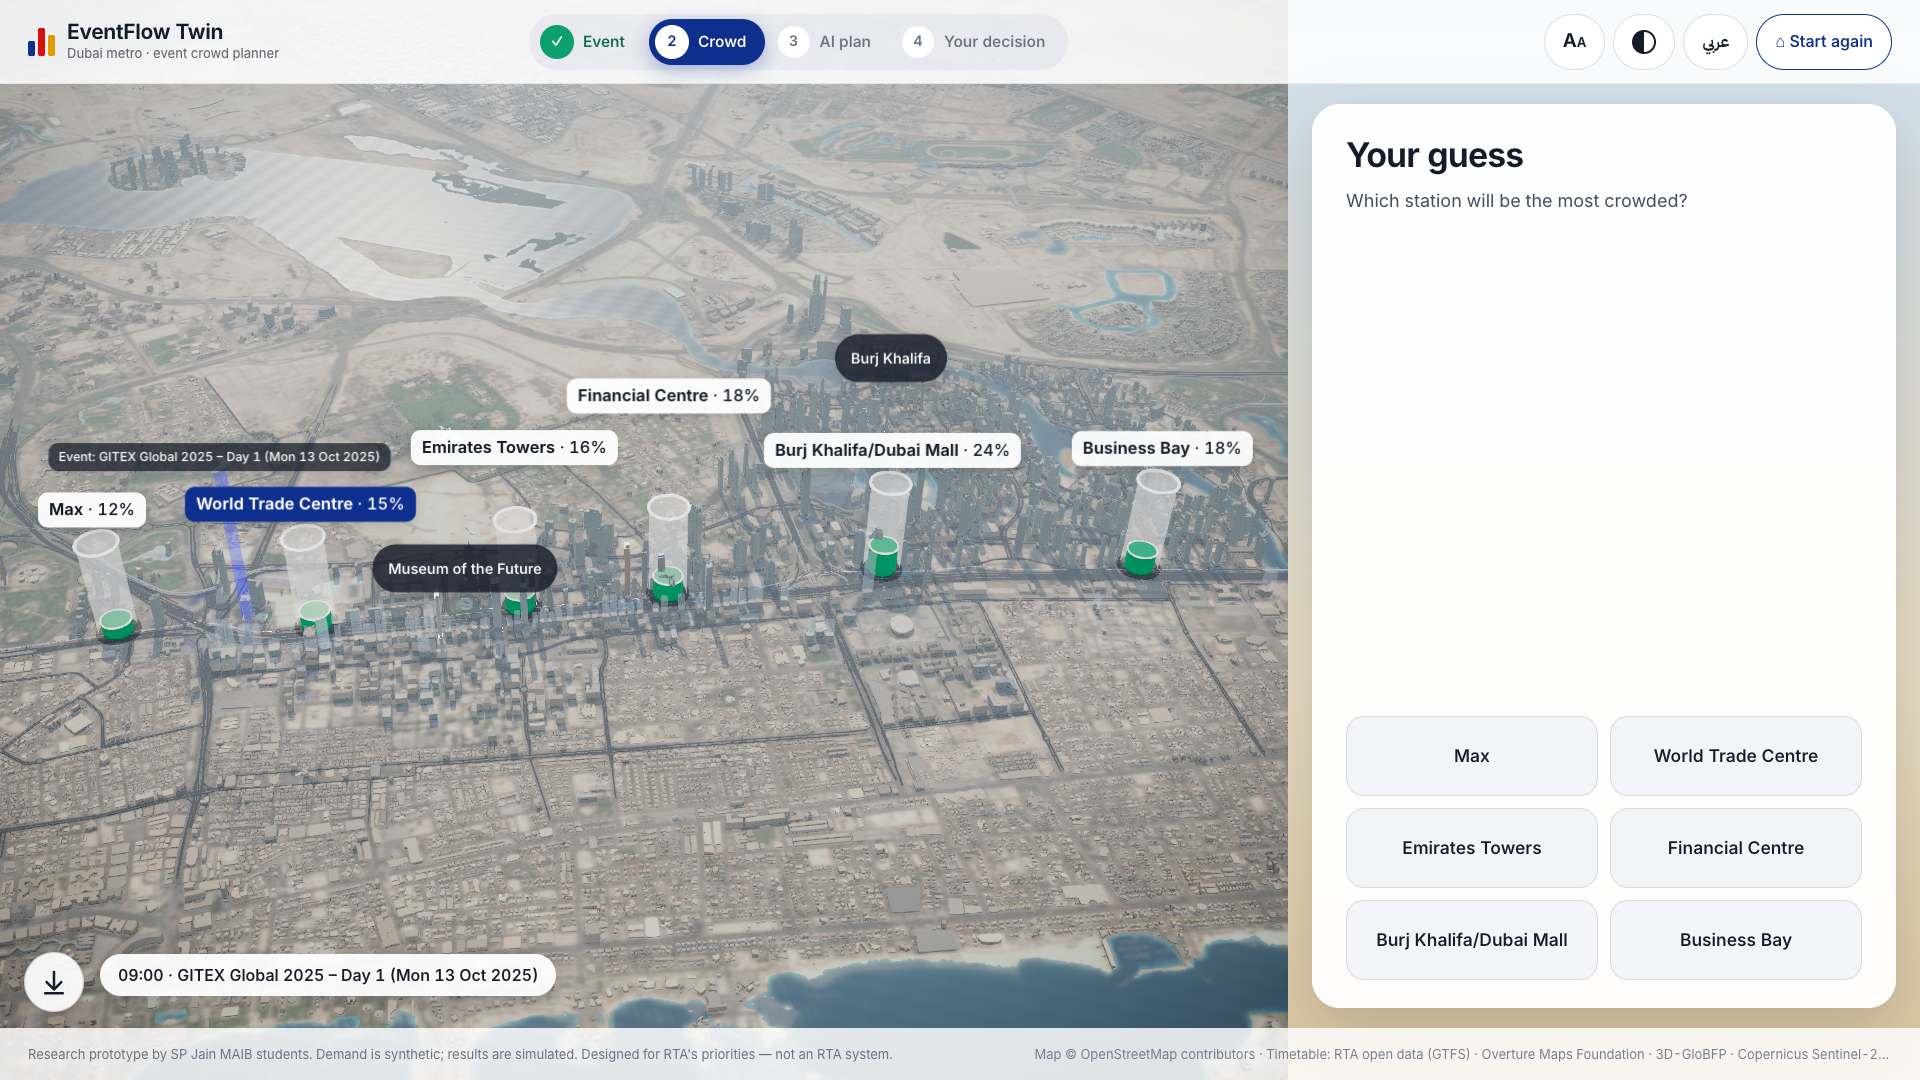 EventFlow Twin
Dubai metro · event crowd planner
Event
2 Crowd
3 AI plan
4 Your decision
AA
عربي
⌂ Start again
Your guess
Which station will be the most crowded?
Burj Khalifa
Financial Centre · 18%
Emirates Towers · 16%
Burj Khalifa/Dubai Mall · 24%
Business Bay · 18%
Event: GITEX Global 2025 – Day 1 (Mon 13 Oct 2025)
World Trade Centre · 15%
Max · 12%
Museum of the Future
Max
World Trade Centre
Emirates Towers
Financial Centre
Burj Khalifa/Dubai Mall
Business Bay
09:00 · GITEX Global 2025 – Day 1 (Mon 13 Oct 2025)
Research prototype by SP Jain MAIB students. Demand is synthetic; results are simulated. Designed for RTA's priorities — not an RTA system.
Map © OpenStreetMap contributors · Timetable: RTA open data (GTFS) · Overture Maps Foundation · 3D-GloBFP · Copernicus Sentinel-2…